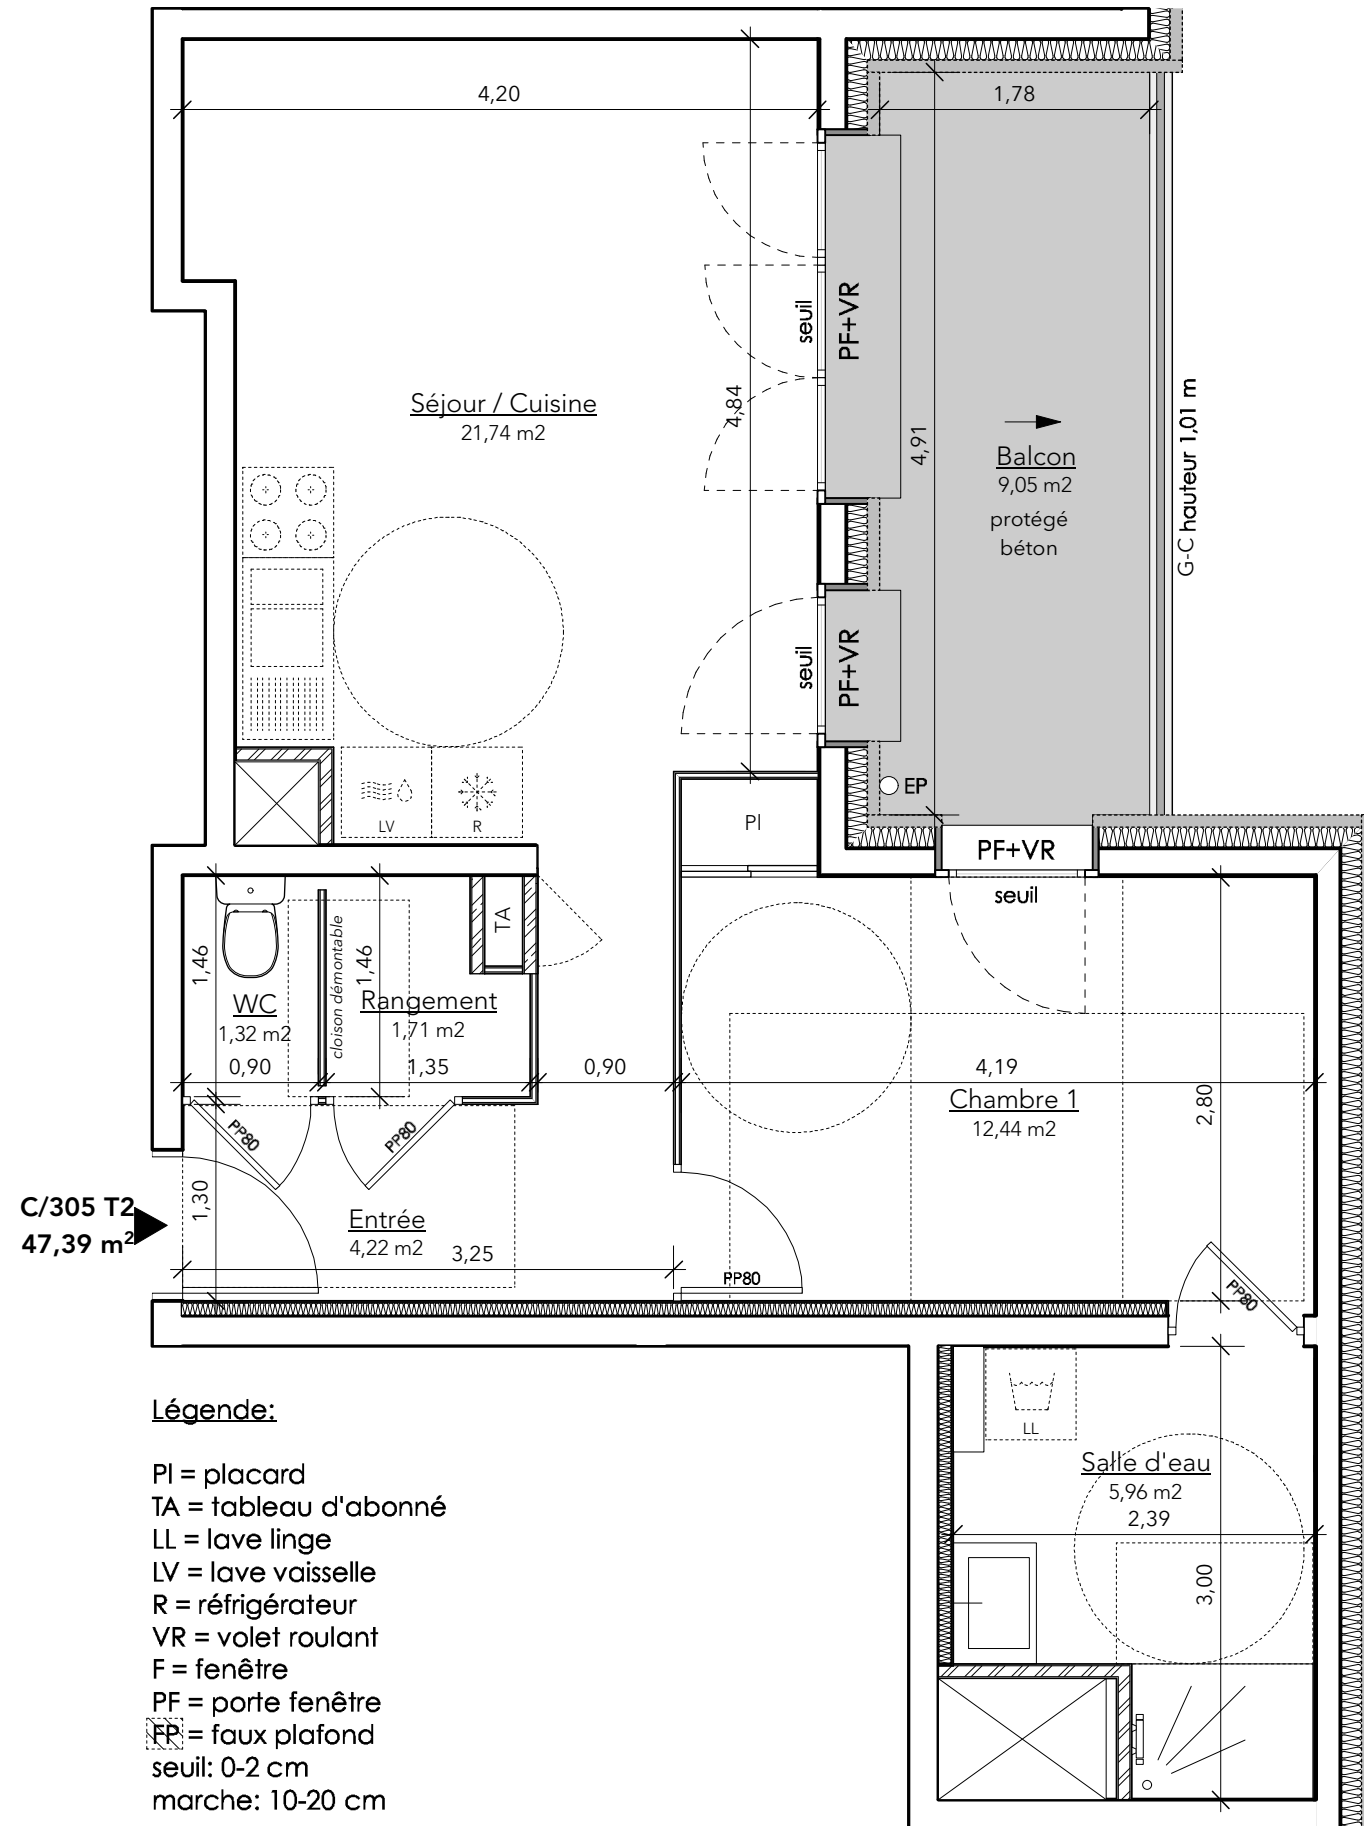 4,20
1,78
seuil
PF+VR
4,84
Séjour / Cuisine
21,74 m2
4,91
Balcon
9,05 m2
protégé
béton
G-C hauteur 1,01 m
seuil
PF+VR
EP
LV
R
Pl
PF+VR
seuil
TA
1,46
cloison démontable
1,46
WC
1,32 m2
Rangement
1,71 m2
0,90
1,35
0,90
4,19
Chambre 1
12,44 m2
2,80
PP80
PP80
C/305 T2
47,39 m²
1,30
Entrée
4,22 m2
3,25
PP80
PP80
LL
Salle d'eau
5,96 m2
2,39
3,00
Légende:
Pl = placard
TA = tableau d'abonné
LL = lave linge
LV = lave vaisselle
R = réfrigérateur
VR = volet roulant
F = fenêtre
PF = porte fenêtre
FP = faux plafond
seuil: 0-2 cm
marche: 10-20 cm